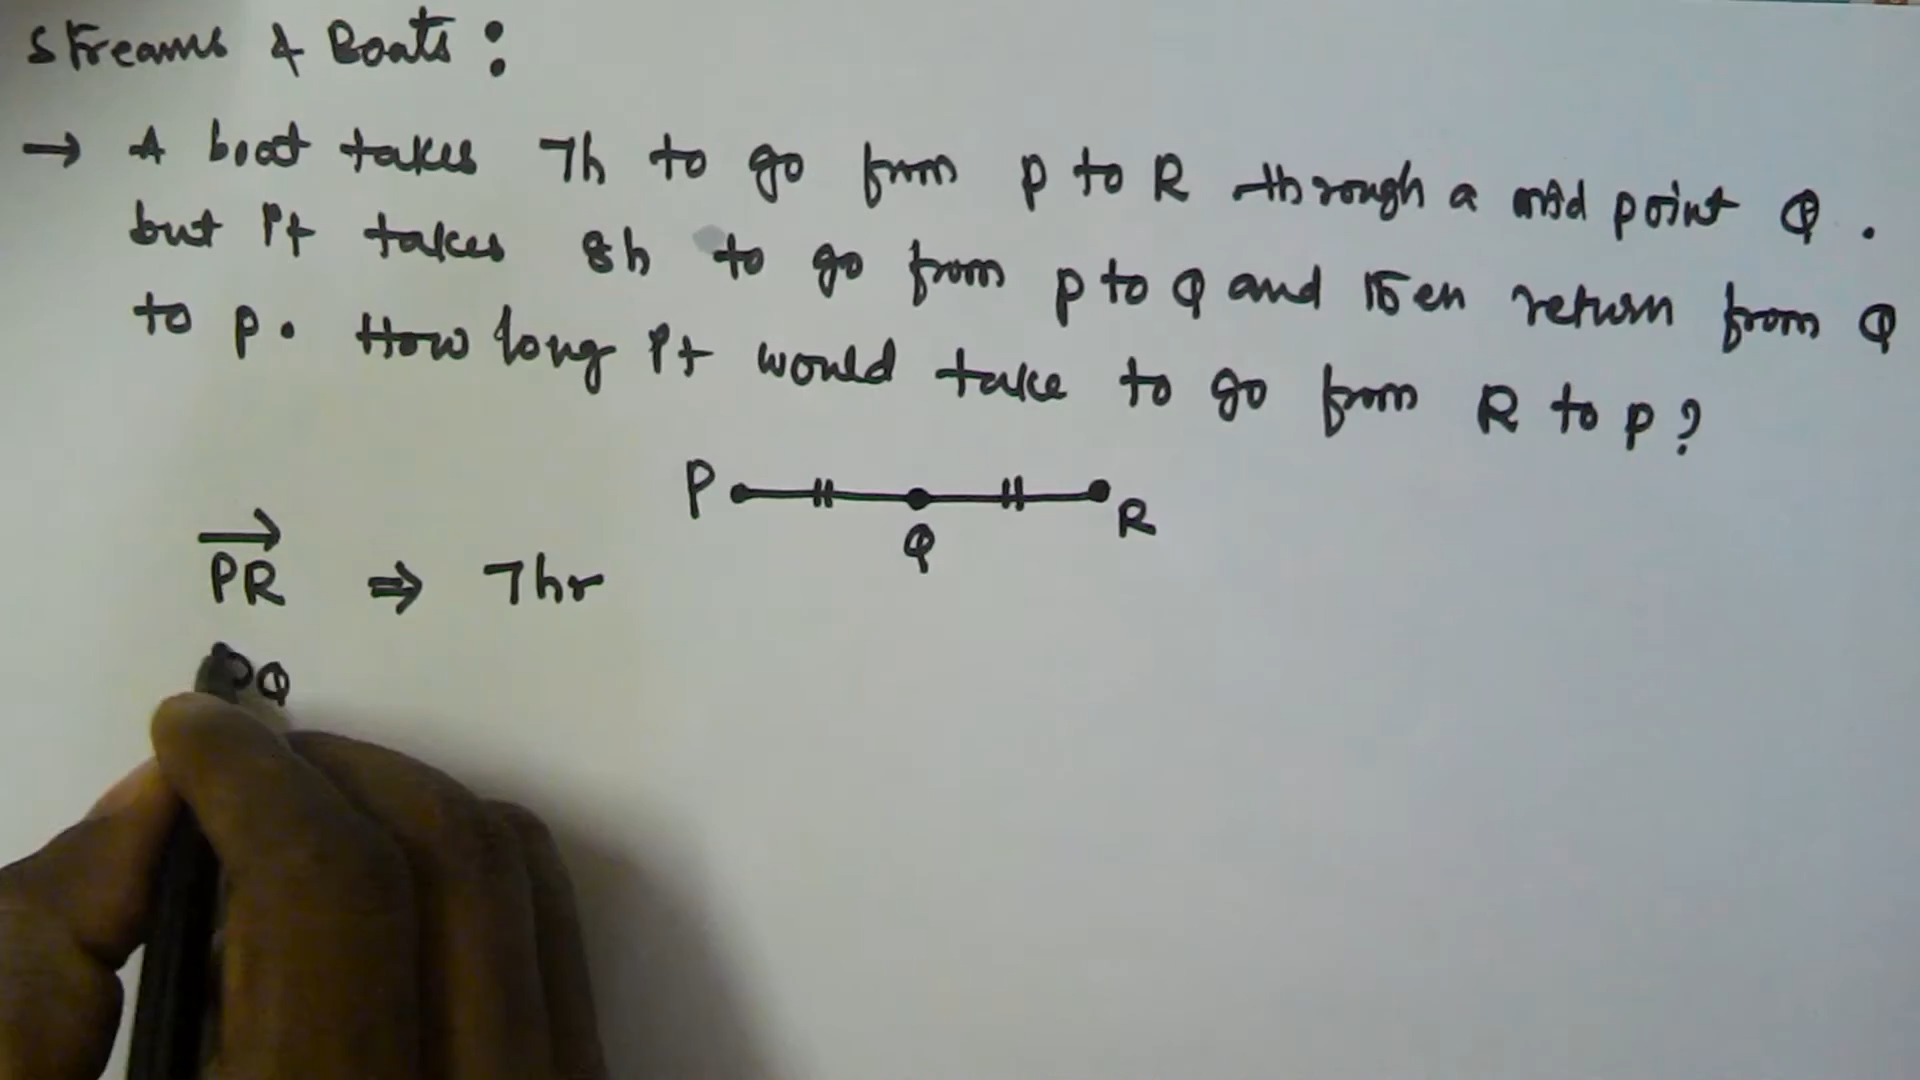 Streams & Boats :
→ A boat takes 7h to go from P to R through a mid point Q.
but it takes 8h to go from P to Q and then return from Q
to P. How long it would take to go from R to P?
P Q R
PR ⇒ 7hr
PQ